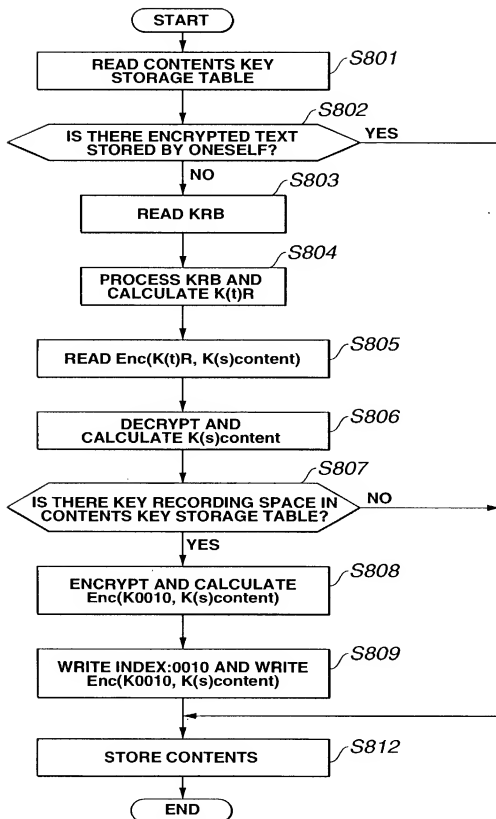 START
S801
READ CONTENTS KEY
STORAGE TABLE
S802
IS THERE ENCRYPTED TEXT
STORED BY ONESELF?
YES
NO
S803
READ KRB
S804
PROCESS KRB AND
CALCULATE K(t)R
S805
READ Enc(K(t)R, K(s)content)
S806
DECRYPT AND
CALCULATE K(s)content
S807
IS THERE KEY RECORDING SPACE IN
CONTENTS KEY STORAGE TABLE?
NO
YES
S808
ENCRYPT AND CALCULATE
Enc(K0010, K(s)content)
S809
WRITE INDEX:0010 AND WRITE
Enc(K0010, K(s)content)
S812
STORE CONTENTS
END